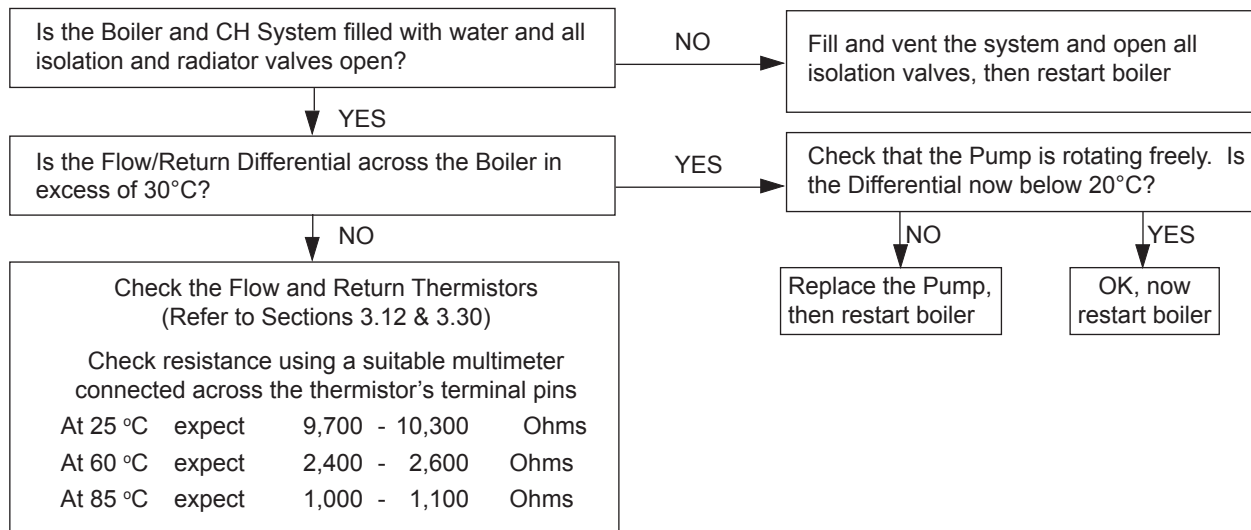 Is the Boiler and CH System filled with water and all
isolation and radiator valves open?
NO
Fill and vent the system and open all
isolation valves, then restart boiler
YES
Is the Flow/Return Differential across the Boiler in
excess of 30°C?
YES
Check that the Pump is rotating freely.  Is
the Differential now below 20°C?
NO
NO
YES
Replace the Pump,
then restart boiler
OK, now
restart boiler
Check the Flow and Return Thermistors
(Refer to Sections 3.12 & 3.30)
Check resistance using a suitable multimeter
connected across the thermistor's terminal pins
At 25 °C expect 9,700 - 10,300 Ohms
At 60 °C expect 2,400 - 2,600 Ohms
At 85 °C expect 1,000 - 1,100 Ohms